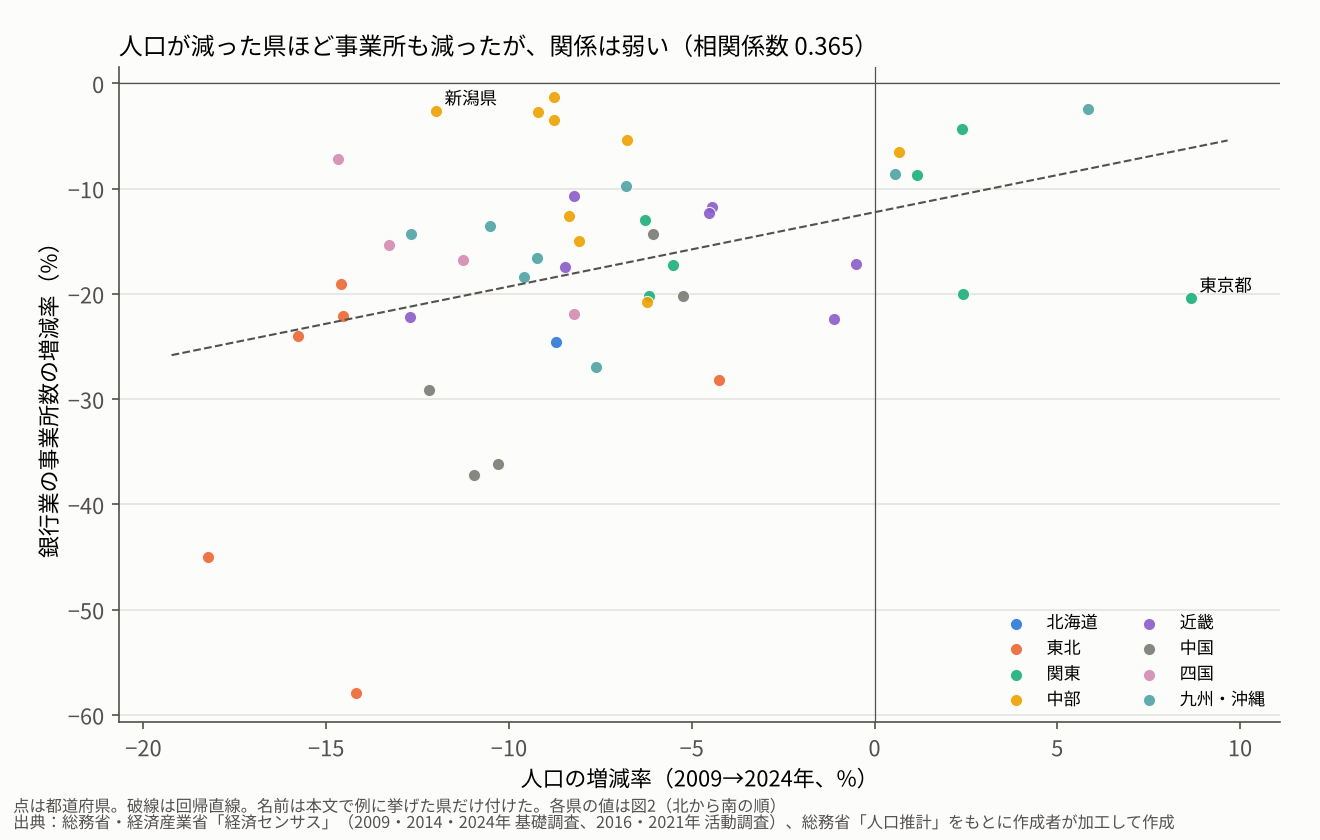 人口が減った県ほど事業所も減ったが、関係は弱い（相関係数 0.365）
銀行業の事業所数の増減率（%）
0
−10
−20
−30
−40
−50
−60
新潟県
東京都
北海道
東北
関東
中部
近畿
中国
四国
九州・沖縄
−20
−15
−10
−5
0
5
10
人口の増減率（2009→2024年、%）
点は都道府県。破線は回帰直線。名前は本文で例に挙げた県だけ付けた。各県の値は図2（北から南の順）
出典：総務省・経済産業省「経済センサス」（2009・2014・2024年 基礎調査、2016・2021年 活動調査）、総務省「人口推計」をもとに作成者が加工して作成